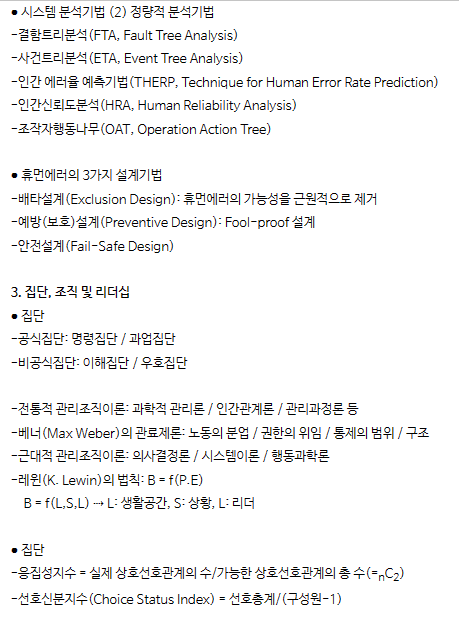 ● 시스템 분석기법 (2) 정량적 분석기법
-결함트리분석(FTA, Fault Tree Analysis)
-사건트리분석(ETA, Event Tree Analysis)
-인간 에러율 예측기법(THERP, Technique for Human Error Rate Prediction)
-인간신뢰도분석(HRA, Human Reliability Analysis)
-조작자행동나무(OAT, Operation Action Tree)
● 휴먼에러의 3가지 설계기법
-배타설계(Exclusion Design): 휴먼에러의 가능성을 근원적으로 제거
-예방(보호)설계(Preventive Design): Fool-proof 설계
-안전설계(Fail-Safe Design)
3. 집단, 조직 및 리더십
● 집단
-공식집단: 명령집단 / 과업집단
-비공식집단: 이해집단 / 우호집단
-전통적 관리조직이론: 과학적 관리론 / 인간관계론 / 관리과정론 등
-베너(Max Weber)의 관료제론: 노동의 분업 / 권한의 위임 / 통제의 범위 / 구조
-근대적 관리조직이론: 의사결정론 / 시스템이론 / 행동과학론
-레윈(K. Lewin)의 법칙: B = f(P.E)
B = f(L,S,L) ⇢ L: 생활공간, S: 상황, L: 리더
● 집단
-응집성지수 = 실제 상호선호관계의 수/가능한 상호선호관계의 총 수(=nC2)
-선호신분지수(Choice Status Index) = 선호총계/(구성원-1)